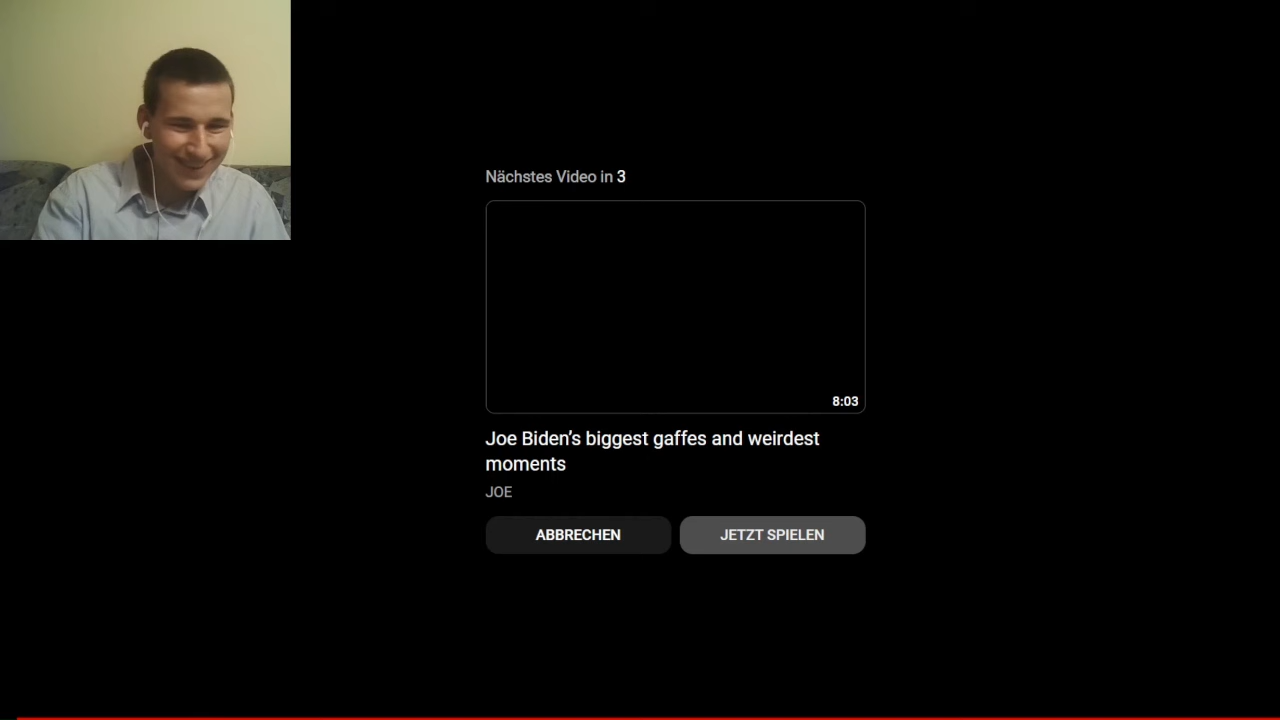 Nächstes Video in 3
8:03
Joe Biden’s biggest gaffes and weirdest
moments
JOE
ABBRECHEN
JETZT SPIELEN